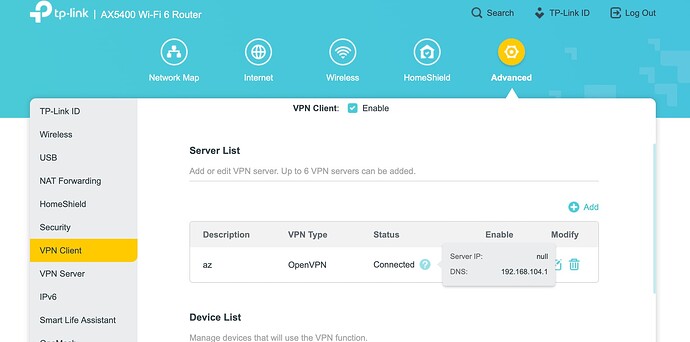 tp-link | AX5400 Wi-Fi 6 Router
Search TP-Link ID Log Out
Network Map Internet Wireless HomeShield Advanced
TP-Link ID
Wireless
USB
NAT Forwarding
HomeShield
Security
VPN Client
VPN Server
IPv6
Smart Life Assistant
VPN Client: Enable
Server List
Add or edit VPN server. Up to 6 VPN servers can be added.
Add
Description VPN Type Status Enable Modify
az OpenVPN Connected ?
Server IP: null
DNS: 192.168.104.1
Device List
Manage devices that will use the VPN function.